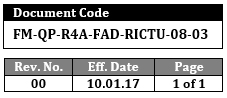 Document Code
FM-QP-R4A-FAD-RICTU-08-03
Rev. No. Eff. Date Page
00 10.01.17 1 of 1